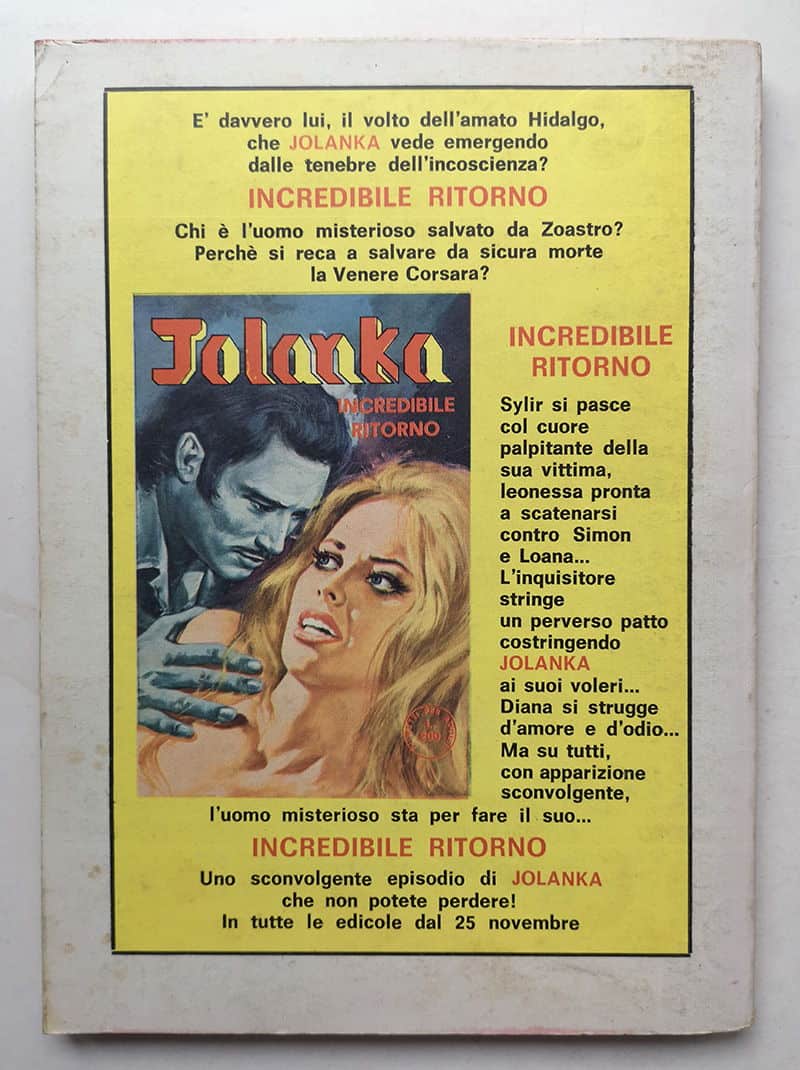 E' davvero lui, il volto dell'amato Hidalgo,
che JOLANKA vede emergendo
dalle tenebre dell'incoscienza?
INCREDIBILE RITORNO
Chi è l'uomo misterioso salvato da Zoastro?
Perchè si reca a salvare da sicura morte
la Venere Corsara?
Jolanka
INCREDIBILE
RITORNO
INCREDIBILE
RITORNO
Sylir si pasce
col cuore
palpitante della
sua vittima,
leonessa pronta
a scatenarsi
contro Simon
e Loana...
L'inquisitore
stringe
un perverso patto
costringendo
JOLANKA
ai suoi voleri...
Diana si strugge
d'amore e d'odio...
Ma su tutti,
con apparizione
sconvolgente,
l'uomo misterioso sta per fare il suo...
INCREDIBILE RITORNO
Uno sconvolgente episodio di JOLANKA
che non potete perdere!
In tutte le edicole dal 25 novembre